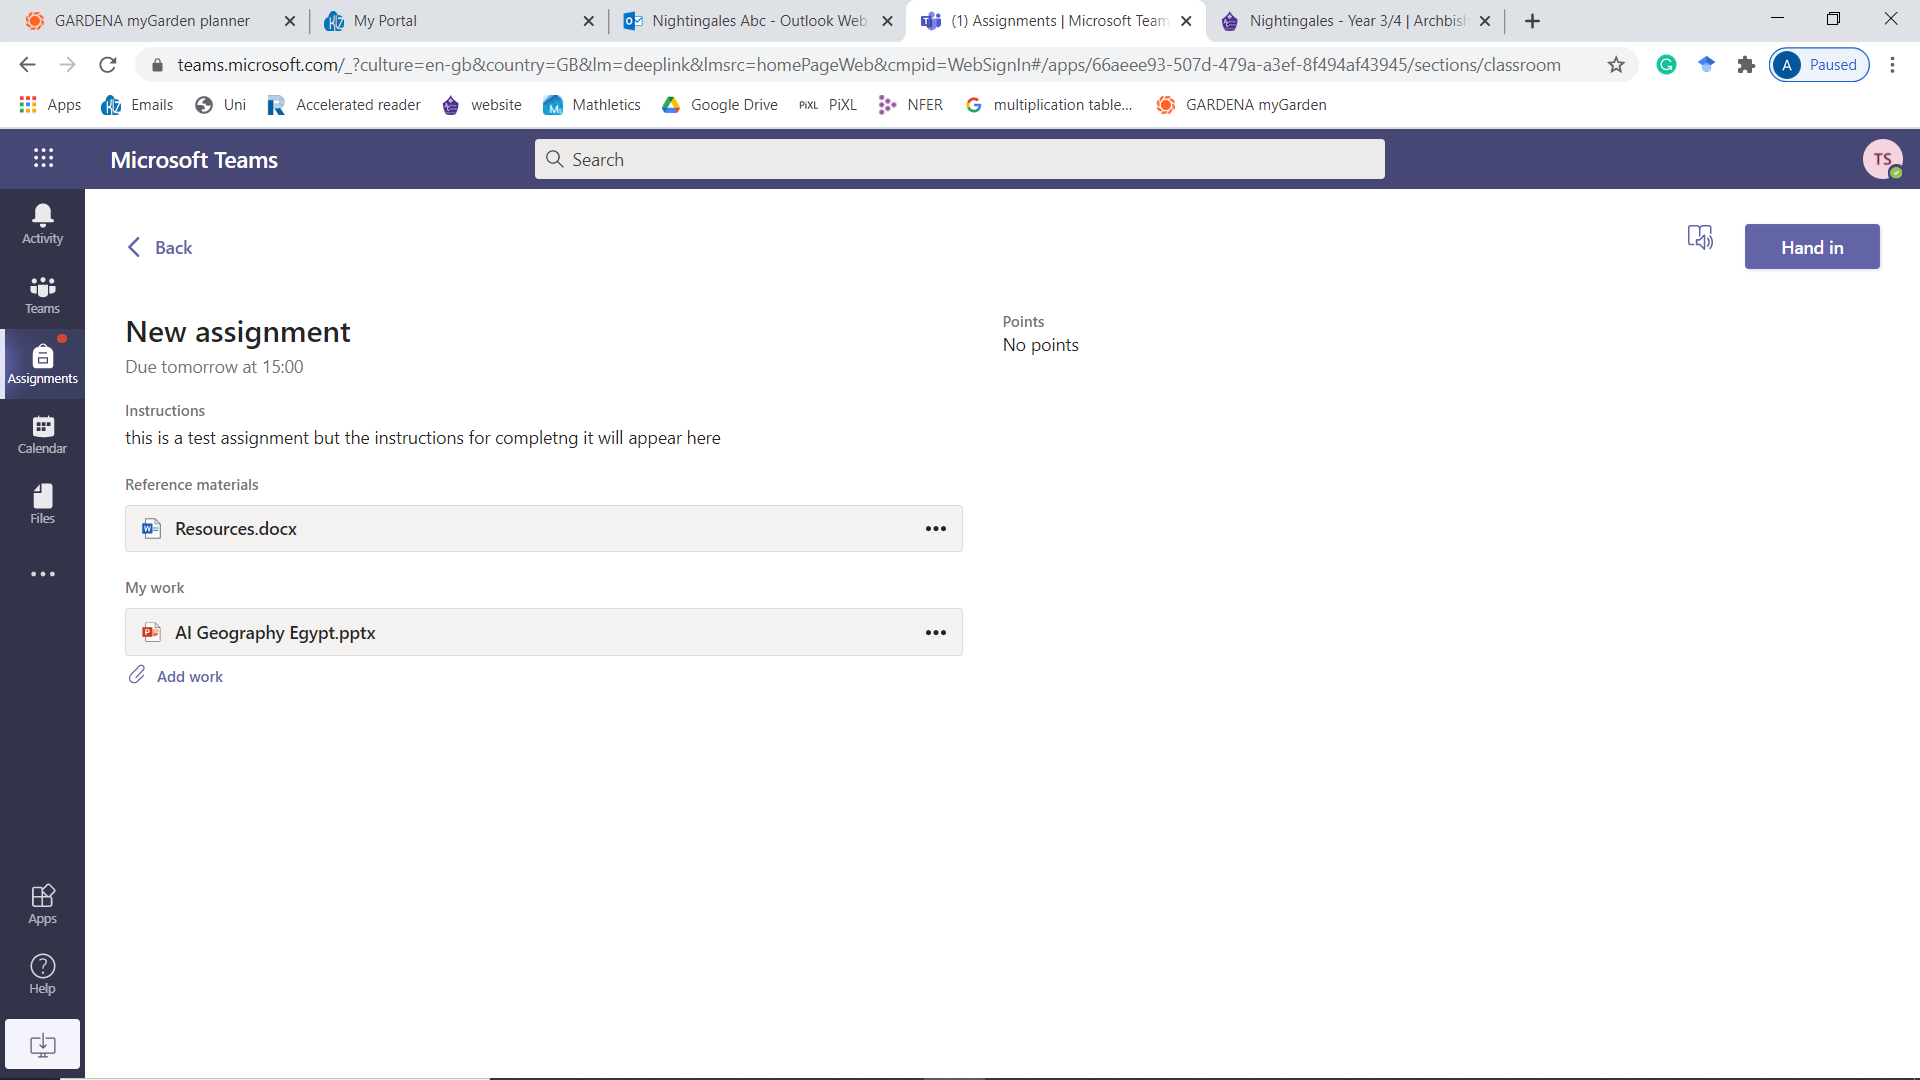 GARDENA myGarden planner
My Portal
Nightingales Abc - Outlook Web
(1) Assignments | Microsoft Team
Nightingales - Year 3/4 | Archbish
teams.microsoft.com/_?culture=en-gb&country=GB&lm=deeplink&lmsrc=homePageWeb&cmpid=WebSignIn#/apps/66aeee93-507d-479a-a3ef-8f494af43945/sections/classroom
A Paused
Apps
Emails
Uni
Accelerated reader
website
Mathletics
Google Drive
PiXL PiXL
NFER
multiplication table...
GARDENA myGarden
Microsoft Teams
Search
TS
Activity
Teams
Assignments
Calendar
Files
Apps
Help
Back
Hand in
New assignment
Due tomorrow at 15:00
Points
No points
Instructions
this is a test assignment but the instructions for completng it will appear here
Reference materials
Resources.docx
My work
AI Geography Egypt.pptx
Add work